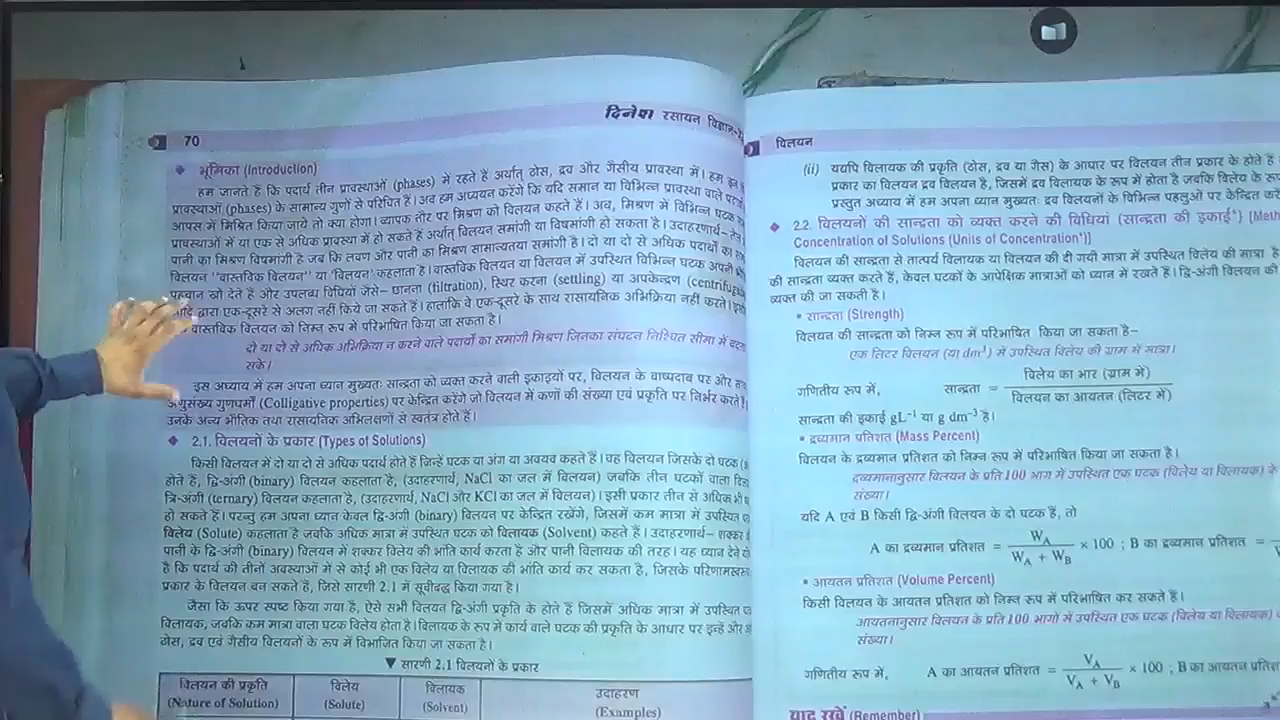 70
दिनेश रसायन विज्ञान
भूमिका (Introduction)
हम जानते हैं कि पदार्थ तीन प्रावस्थाओं (phases) में रहते हैं अर्थात् ठोस, द्रव और गैसीय प्रावस्था में। हम इन
प्रावस्थाओं (phases) के सामान्य गुणों से परिचित हैं। अब हम अध्ययन करेंगे कि यदि समान या विभिन्न प्रावस्था वाले
आपस में मिश्रित किया जाये तो क्या होगा। व्यापक तौर पर मिश्रण को विलयन कहते हैं। अब, मिश्रण में विभिन्न घटक
प्रावस्थाओं में या एक से अधिक प्रावस्था में हो सकते हैं अर्थात् विलयन समांगी या विषमांगी हो सकता है। उदाहरणार्थ–
पानी का मिश्रण विषमांगी है जब कि लवण और पानी का मिश्रण सामान्यतया समांगी है। दो या दो से अधिक पदार्थों का
विलयन "वास्तविक विलयन" या 'विलयन' कहलाता है। वास्तविक विलयन या विलयन में उपस्थित विभिन्न घटक अपनी
पहचान खो देते हैं और उपलब्ध विधियों जैसे– छानना (filtration), स्थिर करना (settling) या अपकेन्द्रण
द्वारा एक-दूसरे से अलग नहीं किये जा सकते हैं। हालांकि वे एक-दूसरे के साथ रासायनिक अभिक्रिया नहीं करते।
वास्तविक विलयन को निम्न रूप में परिभाषित किया जा सकता है।
दो या दो से अधिक अभिक्रिया न करने वाले पदार्थों का समांगी मिश्रण जिनका संघटन निश्चित सीमा में
सके।
इस अध्याय में हम अपना ध्यान मुख्यतः सान्द्रता को व्यक्त करने वाली इकाइयों पर, विलयन के वाष्पदाब पर और
अणुसंख्य गुणधर्मों (Colligative properties) पर केन्द्रित करेंगे जो विलयन में कणों की संख्या एवं प्रकृति पर निर्भर करते
उनके अन्य भौतिक तथा रासायनिक अभिलक्षणों से स्वतंत्र होते हैं।
2.1. विलयनों के प्रकार (Types of Solutions)
किसी विलयन में दो या दो से अधिक पदार्थ होते हैं जिन्हें घटक या अंग या अवयव कहते हैं। वह विलयन जिसके दो घटक
होते हैं, द्वि-अंगी (binary) विलयन कहलाता है, (उदाहरणार्थ, NaCl का जल में विलयन) जबकि तीन घटकों वाला
त्रि-अंगी (ternary) विलयन कहलाता है, (उदाहरणार्थ, NaCl और KCl का जल में विलयन)। इसी प्रकार तीन से अधिक भी
हो सकते हैं। परन्तु हम अपना ध्यान केवल द्वि-अंगी (binary) विलयन पर केन्द्रित रखेंगे, जिसमें कम मात्रा में उपस्थित
विलेय (Solute) कहलाता है जबकि अधिक मात्रा में उपस्थित घटक को विलायक (Solvent) कहते हैं। उदाहरणार्थ– शक्कर
पानी के द्वि-अंगी (binary) विलयन में शक्कर विलेय की भांति कार्य करता है और पानी विलायक की तरह। यह ध्यान देने
है कि पदार्थ की तीनों अवस्थाओं में से कोई भी एक विलेय या विलायक की भांति कार्य कर सकता है, जिसके परिणामस्वरूप
प्रकार के विलयन बन सकते हैं, जिसे सारणी 2.1 में सूचीबद्ध किया गया है।
जैसा कि ऊपर स्पष्ट किया गया है, ऐसे सभी विलयन द्वि-अंगी प्रकृति के होते हैं जिसमें अधिक मात्रा में उपस्थित
विलायक, जबकि कम मात्रा वाला घटक विलेय होता है। विलायक के रूप में कार्य वाले घटक की प्रकृति के आधार पर इन्हें और
ठोस, द्रव एवं गैसीय विलयनों के रूप में विभाजित किया जा सकता है।
▼ सारणी 2.1 विलयनों के प्रकार
विलयन की प्रकृति विलेय विलायक उदाहरण
(Nature of Solution) (Solute) (Solvent) (Examples)
विलयन
(ii) यद्यपि विलायक की प्रकृति (ठोस, द्रव या गैस) के आधार पर विलयन तीन प्रकार के होते हैं
प्रकार का विलयन द्रव विलयन है, जिसमें द्रव विलायक के रूप में होता है जबकि विलेय के
प्रस्तुत अध्याय में हम अपना ध्यान मुख्यतः द्रव विलयनों के विभिन्न पहलुओं पर केन्द्रित
2.2. विलयनों की सान्द्रता को व्यक्त करने की विधियां (सान्द्रता की इकाई*)
Concentration of Solutions (Units of Concentration*)]
विलयन की सान्द्रता से तात्पर्य विलायक या विलयन की दी गयी मात्रा में उपस्थित विलेय की मात्रा
की सान्द्रता व्यक्त करते हैं, केवल घटकों के आपेक्षिक मात्राओं को ध्यान में रखते हैं। द्वि-अंगी विलयन की
व्यक्त की जा सकती है।
• सान्द्रता (Strength)
विलयन की सान्द्रता को निम्न रूप में परिभाषित किया जा सकता है–
एक लिटर विलयन (या dm³) में उपस्थित विलेय की ग्राम में मात्रा।
गणितीय रूप में, सान्द्रता = विलेय का भार (ग्राम में) / विलयन का आयतन (लिटर में)
सान्द्रता की इकाई gL⁻¹ या g dm⁻³ है।
• द्रव्यमान प्रतिशत (Mass Percent)
विलयन के द्रव्यमान प्रतिशत को निम्न रूप में परिभाषित किया जा सकता है।
द्रव्यमानानुसार विलयन के प्रति 100 भाग में उपस्थित एक घटक (विलेय या विलायक) के
संख्या।
यदि A एवं B किसी द्वि-अंगी विलयन के दो घटक हैं, तो
A का द्रव्यमान प्रतिशत = W_A / (W_A + W_B) × 100 ; B का द्रव्यमान प्रतिशत =
• आयतन प्रतिशत (Volume Percent)
किसी विलयन के आयतन प्रतिशत को निम्न रूप में परिभाषित कर सकते हैं।
आयतनानुसार विलयन के प्रति 100 भागों में उपस्थित एक घटक (विलेय या विलायक)
संख्या।
गणितीय रूप में, A का आयतन प्रतिशत = V_A / (V_A + V_B) × 100 ; B का आयतन प्रतिशत
याद रखें (Remember)